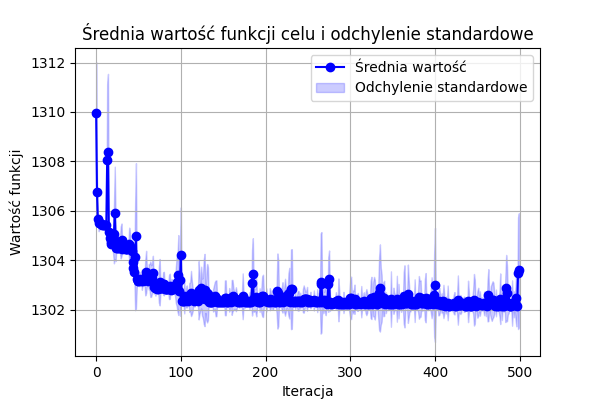 Średnia wartość funkcji celu i odchylenie standardowe
Średnia wartość
Odchylenie standardowe
Wartość funkcji
1312
1310
1308
1306
1304
1302
0 100 200 300 400 500
Iteracja